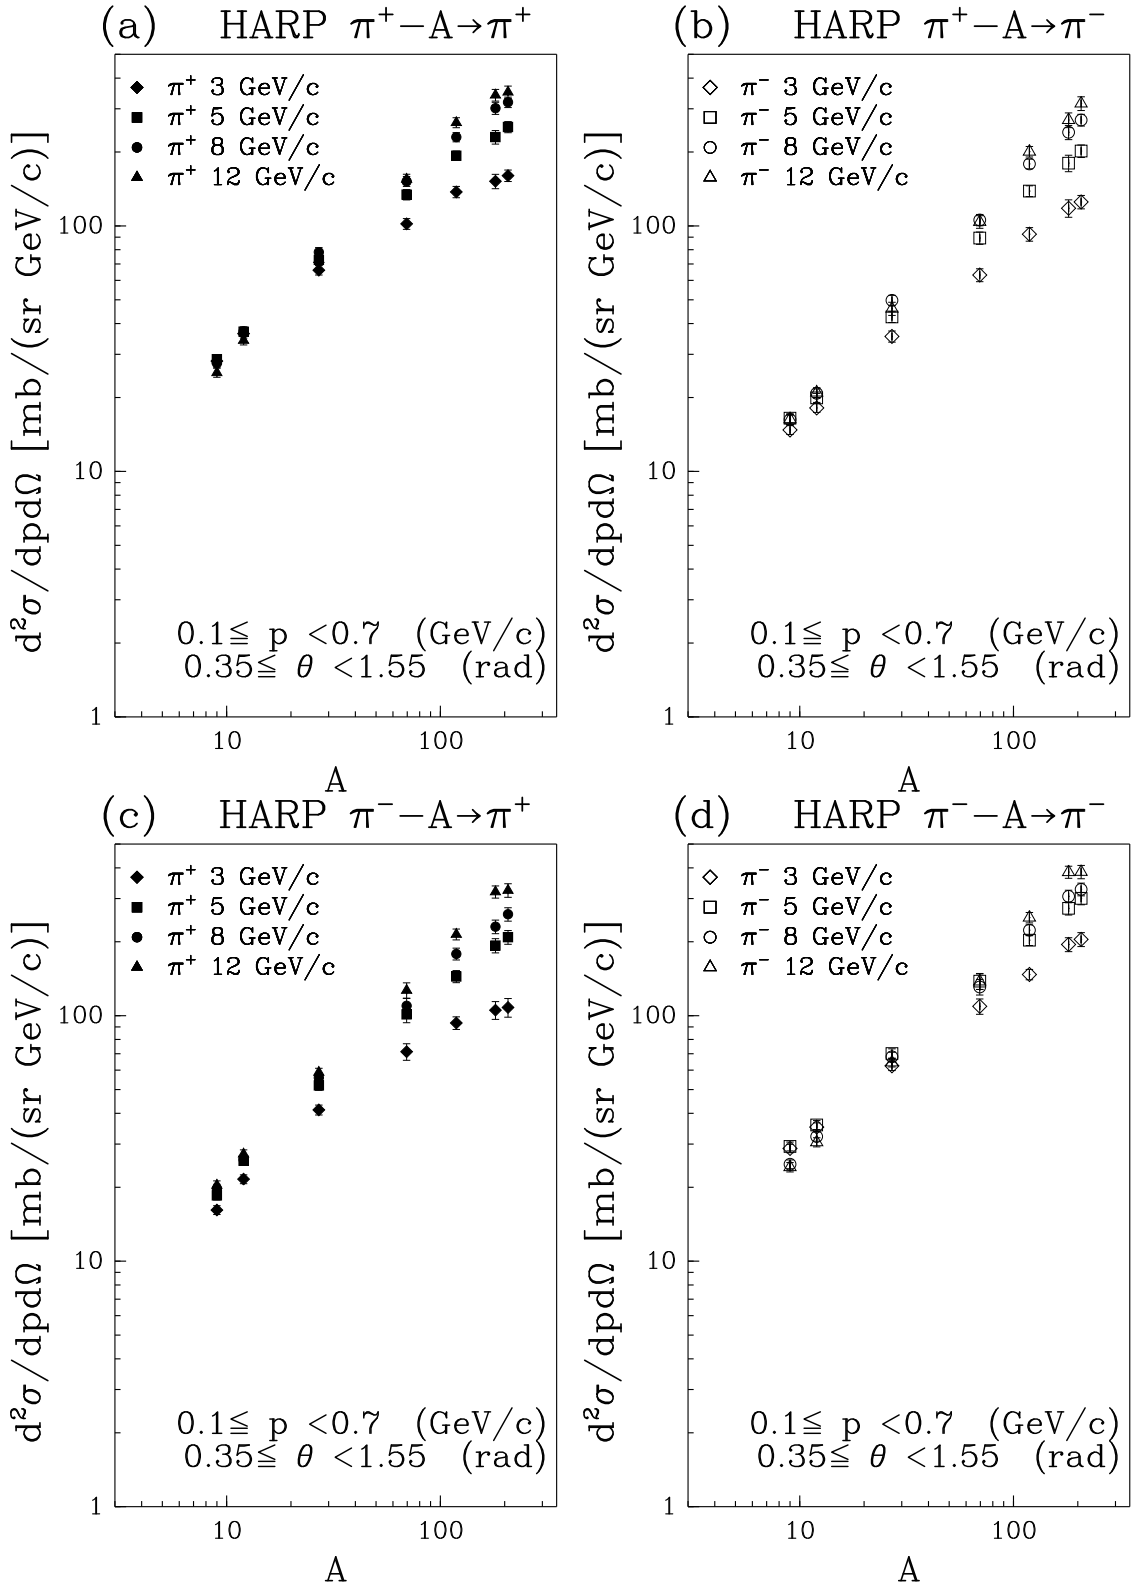 (a) HARP π⁺−A→π⁺
π⁺ 3 GeV/c
π⁺ 5 GeV/c
π⁺ 8 GeV/c
π⁺ 12 GeV/c
d²σ/dpdΩ [mb/(sr GeV/c)]
100
10
1
0.1≦ p <0.7 (GeV/c)
0.35≦ θ <1.55 (rad)
10 100
A
(b) HARP π⁺−A→π⁻
π⁻ 3 GeV/c
π⁻ 5 GeV/c
π⁻ 8 GeV/c
π⁻ 12 GeV/c
d²σ/dpdΩ [mb/(sr GeV/c)]
100
10
1
0.1≦ p <0.7 (GeV/c)
0.35≦ θ <1.55 (rad)
10 100
A
(c) HARP π⁻−A→π⁺
π⁺ 3 GeV/c
π⁺ 5 GeV/c
π⁺ 8 GeV/c
π⁺ 12 GeV/c
d²σ/dpdΩ [mb/(sr GeV/c)]
100
10
1
0.1≦ p <0.7 (GeV/c)
0.35≦ θ <1.55 (rad)
10 100
A
(d) HARP π⁻−A→π⁻
π⁻ 3 GeV/c
π⁻ 5 GeV/c
π⁻ 8 GeV/c
π⁻ 12 GeV/c
d²σ/dpdΩ [mb/(sr GeV/c)]
100
10
1
0.1≦ p <0.7 (GeV/c)
0.35≦ θ <1.55 (rad)
10 100
A